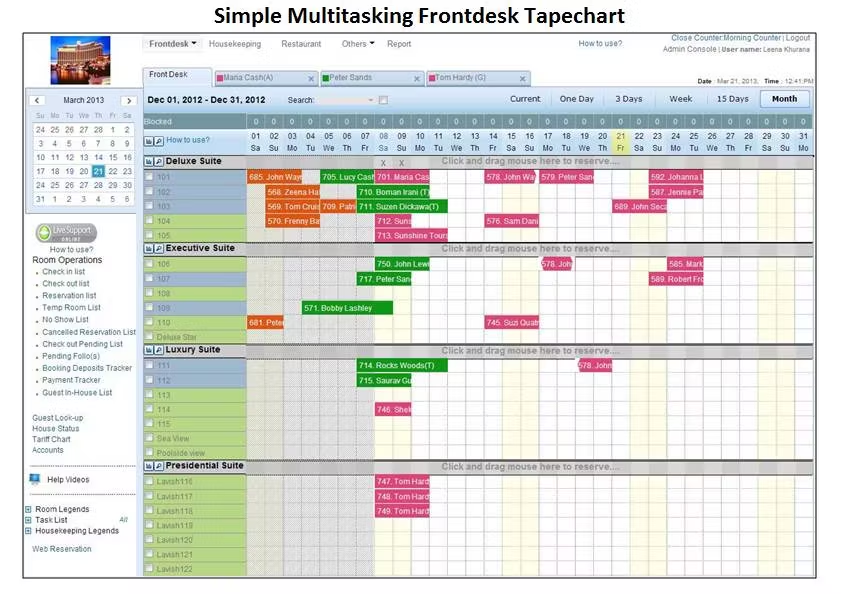 Simple Multitasking Frontdesk Tapechart
Frontdesk Housekeeping Restaurant Others Report How to use?
Close Counter:Morning Counter | Logout
Admin Console | User name: Leena Khurana
Front Desk Maria Cash(A) x Peter Sands x Tom Hardy (G) x
Date : Mar 21, 2013, Time : 12:41:PM
< March 2013 >
Su Mo Tu We Th Fr Sa
24 25 26 27 28 1 2
3 4 5 6 7 8 9
10 11 12 13 14 15 16
17 18 19 20 21 22 23
24 25 26 27 28 29 30
31 1 2 3 4 5 6
LiveSupport
ONLINE
How to use?
Room Operations
Check in list
Check out list
Reservation list
Temp Room List
No Show List
Cancelled Reservation List
Check out Pending List
Pending Folio(s)
Booking Deposits Tracker
Payment Tracker
Guest In-House List
Guest Look-up
House Status
Tariff Chart
Accounts
Help Videos
Room Legends
Task List All
Housekeeping Legends
Web Reservation
Dec 01, 2012 - Dec 31, 2012 Search: Current One Day 3 Days Week 15 Days Month
Blocked 0 0 0 0 0 0 0 0 0 0 0 0 0 0 0 0 0 0 0 0 0 0 0 0 0 0 0 0 0 0 0
How to use? 01 02 03 04 05 06 07 08 09 10 11 12 13 14 15 16 17 18 19 20 21 22 23 24 25 26 27 28 29 30 31
Sa Su Mo Tu We Th Fr Sa Su Mo Tu We Th Fr Sa Su Mo Tu We Th Fr Sa Su Mo Tu We Th Fr Sa Su Mo
Deluxe Suite x x Click and drag mouse here to reserve....
101 685. John Way 705. Lucy Cash 701. Maria Cas 578. John Wa 579. Peter San 592. Johanna L
102 568. Zeena Ha 710. Boman Irani (T) 587. Jennie Pa
103 569. Tom Cruis 709. Patri 711. Suzen Dickawa(T) 689. John Seca
104 570. Frenny Ba 712. Suns 576. Sam Dani
105 713. Sunshine Tours
Executive Suite Click and drag mouse here to reserve....
106 750. John Lewi 578. Joh 585. Mark
107 717. Peter San 589. Robert Fro
108
109 571. Bobby Lashley
110 681. Peter 745. Suzi Quatr
Deluxe Star
Luxury Suite Click and drag mouse here to reserve....
111 714. Rocks Woods(T) 578. John
112 715. Saurav Gu
113
114 746. Shek
115
Sea View
Poolside view
Presidential Suite Click and drag mouse here to reserve....
Lavish116 747. Tom Hard
Lavish117 748. Tom Hard
Lavish118 749. Tom Hard
Lavish119
Lavish120
Lavish121
Lavish122